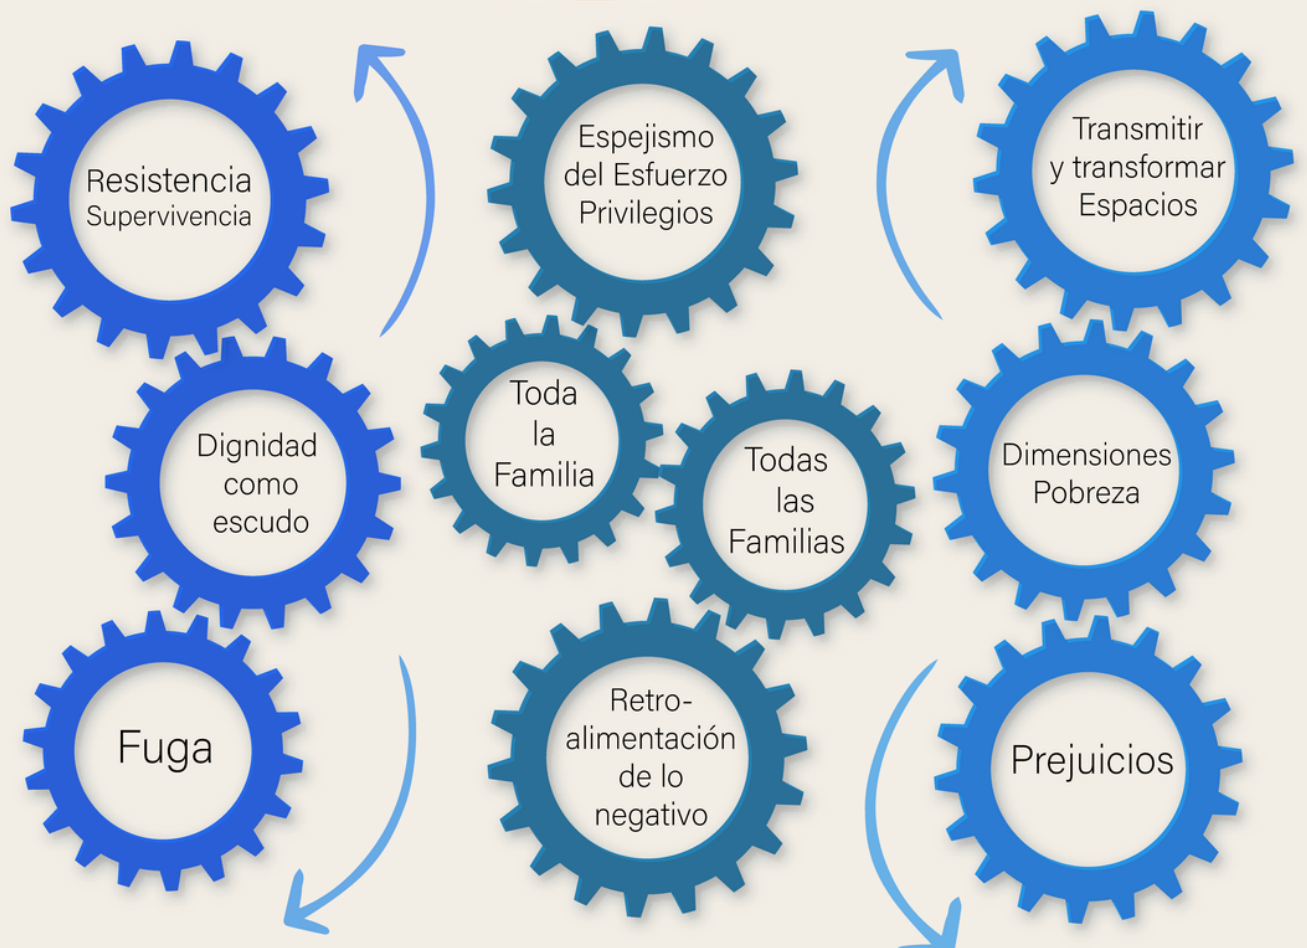 Resistencia
Supervivencia
Espejismo
del Esfuerzo
Privilegios
Transmitir
y transformar
Espacios
Dignidad
como
escudo
Toda
la
Familia
Todas
las
Familias
Dimensiones
Pobreza
Fuga
Retro-
alimentación
de lo
negativo
Prejuicios